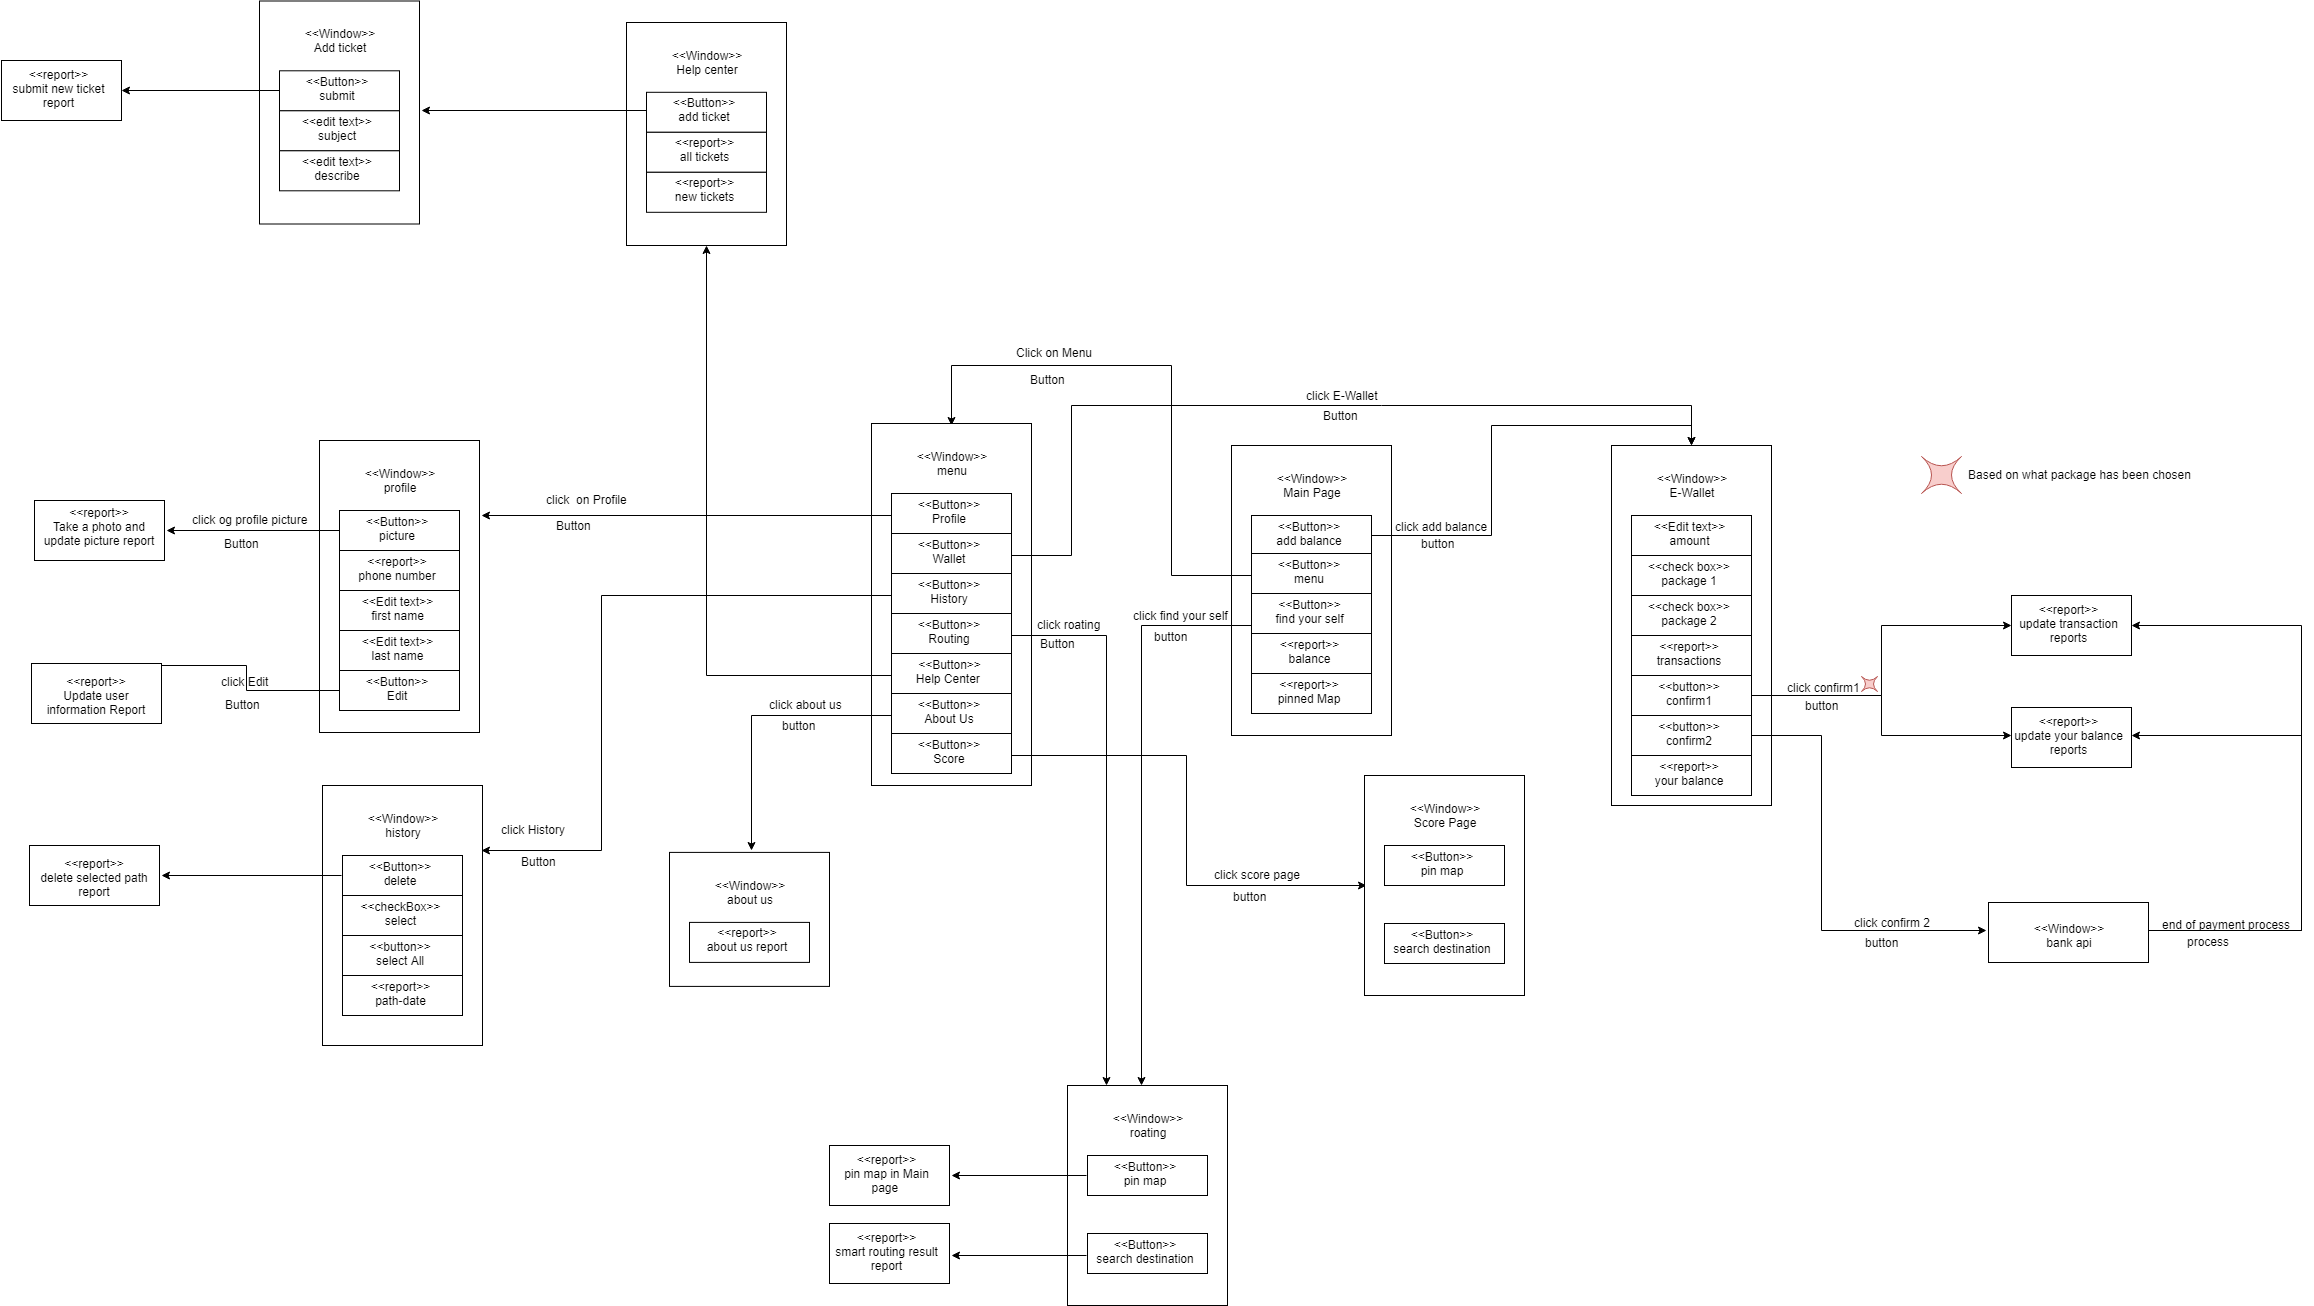 <<Window>>
Add ticket
<<Button>>
submit
<<edit text>>
subject
<<edit text>>
describe
<<report>>
submit new ticket
report
<<Window>>
Help center
<<Button>>
add ticket
<<report>>
all tickets
<<report>>
new tickets
Click on Menu
Button
click E-Wallet
Button
<<Window>>
profile
<<Button>>
picture
<<report>>
phone number
<<Edit text>>
first name
<<Edit text>>
last name
<<Button>>
Edit
<<report>>
Take a photo and
update picture report
click og profile picture
Button
<<report>>
Update user
information Report
click Edit
Button
click  on Profile
Button
<<Window>>
menu
<<Button>>
Profile
<<Button>>
Wallet
<<Button>>
History
<<Button>>
Routing
<<Button>>
Help Center
<<Button>>
About Us
<<Button>>
Score
click roating
Button
click find your self
button
<<Window>>
Main Page
<<Button>>
add balance
<<Button>>
menu
<<Button>>
find your self
<<report>>
balance
<<report>>
pinned Map
click add balance
button
<<Window>>
E-Wallet
<<Edit text>>
amount
<<check box>>
package 1
<<check box>>
package 2
<<report>>
transactions
<<button>>
confirm1
<<button>>
confirm2
<<report>>
your balance
Based on what package has been chosen
click confirm1
button
<<report>>
update transaction
reports
<<report>>
update your balance
reports
click about us
button
<<Window>>
history
<<Button>>
delete
<<checkBox>>
select
<<button>>
select All
<<report>>
path-date
<<report>>
delete selected path
report
click History
Button
<<Window>>
about us
<<report>>
about us report
click score page
button
<<Window>>
Score Page
<<Button>>
pin map
<<Button>>
search destination
click confirm 2
button
<<Window>>
bank api
end of payment process
process
<<Window>>
roating
<<Button>>
pin map
<<Button>>
search destination
<<report>>
pin map in Main
page
<<report>>
smart routing result
report